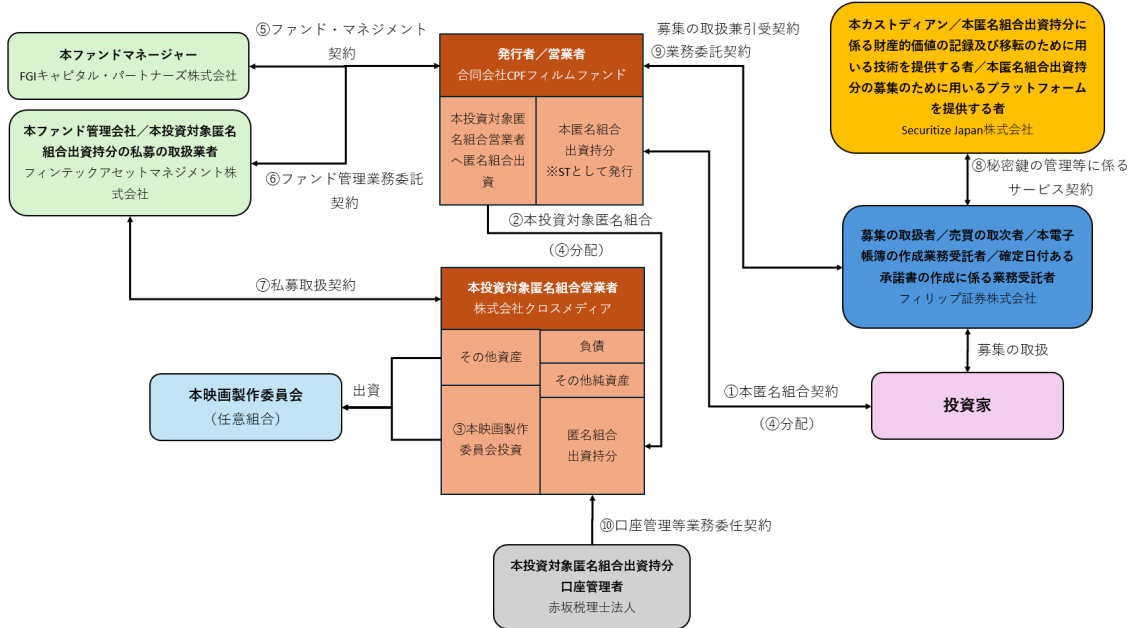 本ファンドマネージャー
FGIキャピタル・パートナーズ株式会社
⑤ファンド・マネジメント
契約
発行者／営業者
合同会社CPFフィルムファンド
本投資対象匿
名組合営業者
へ匿名組合出
資
本匿名組合
出資持分
※STとして発行
募集の取扱兼引受契約
⑨業務委託契約
本カストディアン／本匿名組合出資持分に
係る財産的価値の記録及び移転のために用
いる技術を提供する者／本匿名組合出資持
分の募集のために用いるプラットフォーム
を提供する者
Securitize Japan株式会社
本ファンド管理会社／本投資対象匿名
組合出資持分の私募の取扱業者
フィンテックアセットマネジメント株
式会社
⑥ファンド管理業務委託
契約
⑧秘密鍵の管理等に係る
サービス契約
②本投資対象匿名組合
（④分配）
募集の取扱者／売買の取次者／本電子
帳簿の作成業務受託者／確定日付ある
承諾書の作成に係る業務受託者
フィリップ証券株式会社
⑦私募取扱契約
本投資対象匿名組合営業者
株式会社クロスメディア
その他資産
負債
その他純資産
③本映画製作
委員会投資
匿名組合
出資持分
募集の取扱
本映画製作委員会
（任意組合）
出資
①本匿名組合契約
（④分配）
投資家
⑩口座管理等業務委任契約
本投資対象匿名組合出資持分
口座管理者
赤坂税理士法人